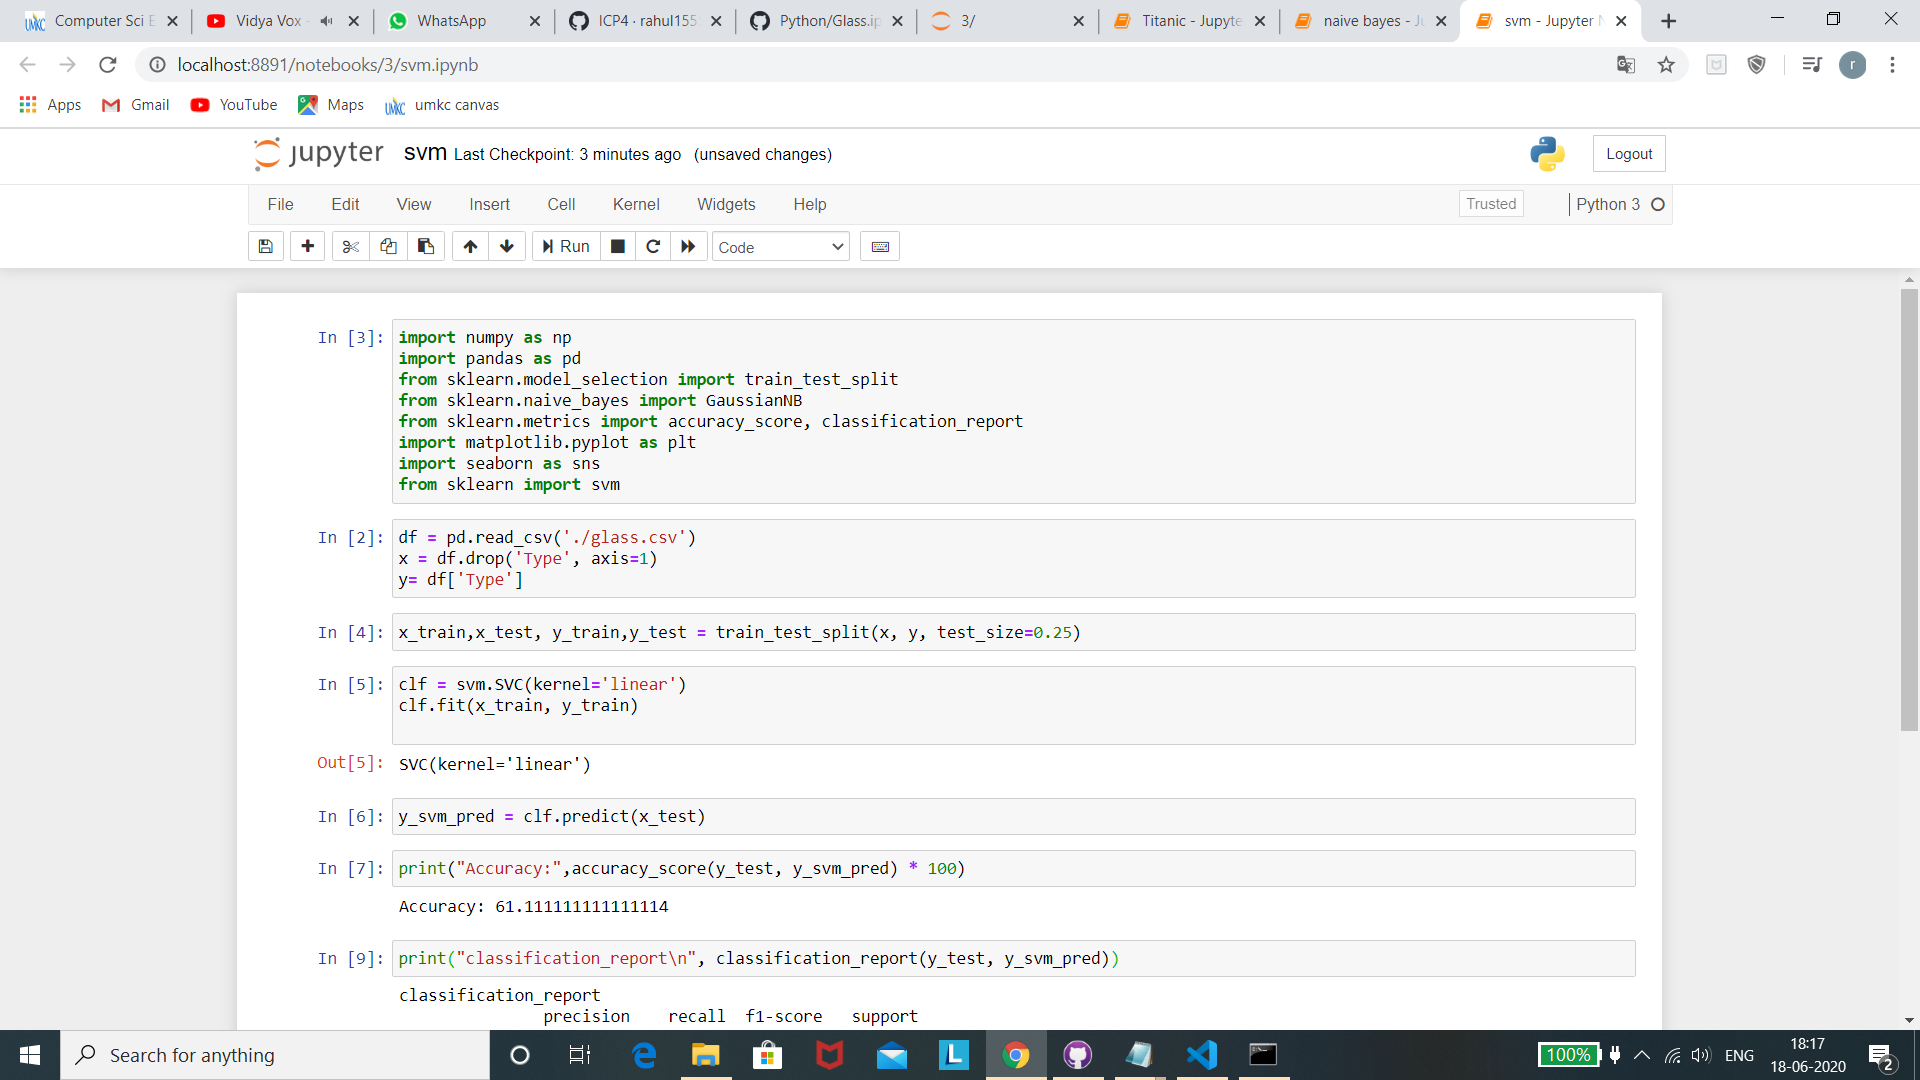 Computer Sci E
Vidya Vox -
WhatsApp
ICP4 · rahul155
Python/Glass.ip
3/
Titanic - Jupyte
naive bayes - Ju
svm - Jupyter N
localhost:8891/notebooks/3/svm.ipynb
r
Apps
Gmail
YouTube
Maps
umkc canvas
jupyter svm Last Checkpoint: 3 minutes ago (unsaved changes)
Logout
File Edit View Insert Cell Kernel Widgets Help
Trusted
Python 3
Run
Code
In [3]: import numpy as np
import pandas as pd
from sklearn.model_selection import train_test_split
from sklearn.naive_bayes import GaussianNB
from sklearn.metrics import accuracy_score, classification_report
import matplotlib.pyplot as plt
import seaborn as sns
from sklearn import svm
In [2]: df = pd.read_csv('./glass.csv')
x = df.drop('Type', axis=1)
y= df['Type']
In [4]: x_train,x_test, y_train,y_test = train_test_split(x, y, test_size=0.25)
In [5]: clf = svm.SVC(kernel='linear')
clf.fit(x_train, y_train)
Out[5]: SVC(kernel='linear')
In [6]: y_svm_pred = clf.predict(x_test)
In [7]: print("Accuracy:",accuracy_score(y_test, y_svm_pred) * 100)
Accuracy: 61.111111111111114
In [9]: print("classification_report\n", classification_report(y_test, y_svm_pred))
classification_report
precision recall f1-score support
Search for anything
100%
ENG
18:17
18-06-2020
2